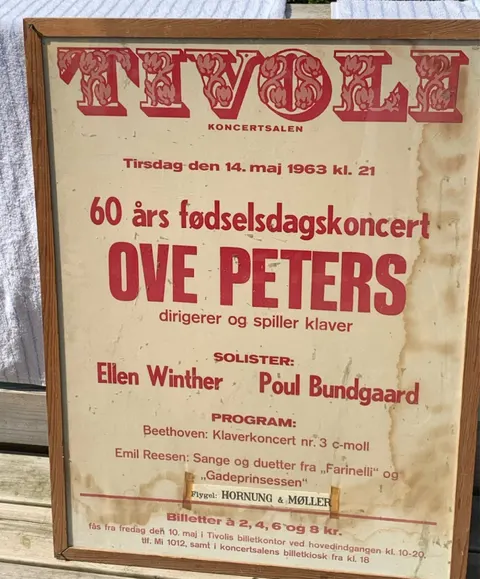 TIVOLI
KONCERTSALEN
Tirsdag den 14. maj 1963 kl. 21
60 års fødselsdagskoncert
OVE PETERS
dirigerer og spiller klaver
SOLISTER:
Ellen Winther Poul Bundgaard
PROGRAM:
Beethoven: Klaverkoncert nr. 3 c-moll
Emil Reesen: Sange og duetter fra „Farinelli” og
„Gadeprinsessen”
Flygel: HORNUNG & MØLLER
Billetter à 2, 4, 6 og 8 kr.
fås fra fredag den 10. maj i Tivolis billetkontor ved hovedindgangen kl. 10-20,
tlf. Mi 1012, samt i koncertsalens billetkiosk fra kl. 18